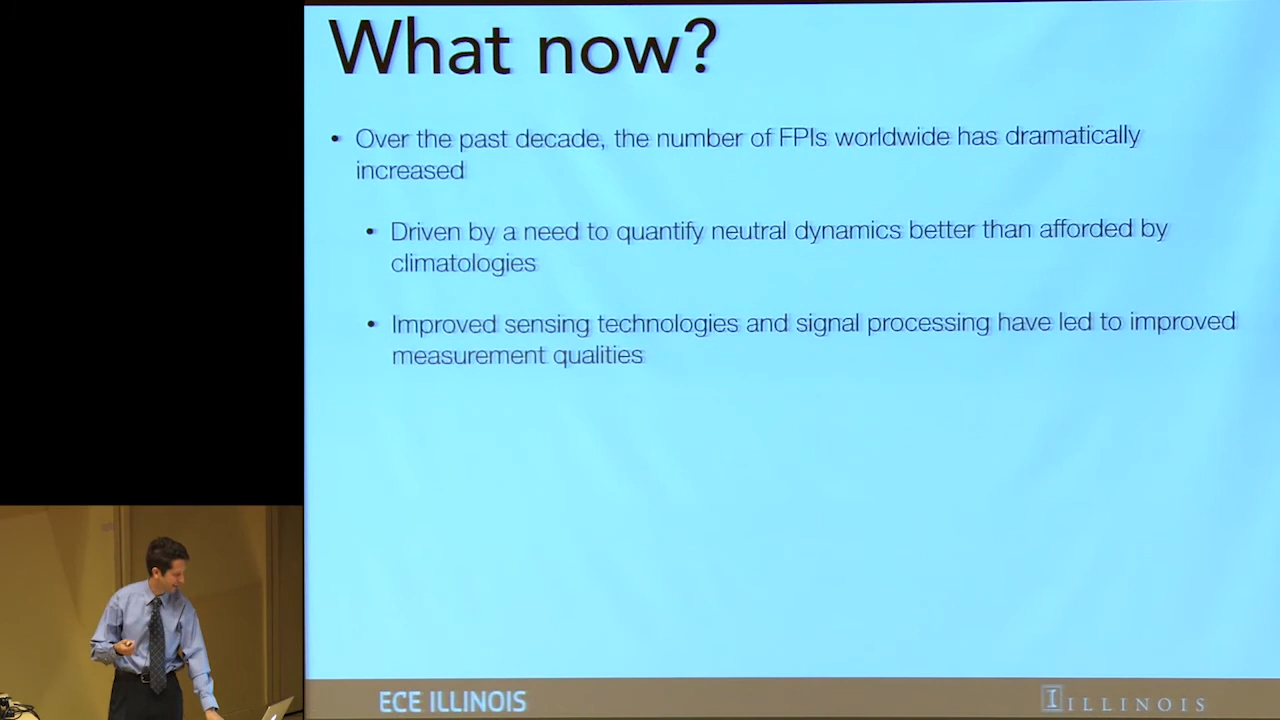 What now?
• Over the past decade, the number of FPIs worldwide has dramatically
increased
• Driven by a need to quantify neutral dynamics better than afforded by
climatologies
• Improved sensing technologies and signal processing have led to improved
measurement qualities
ECE ILLINOIS
I ILLINOIS